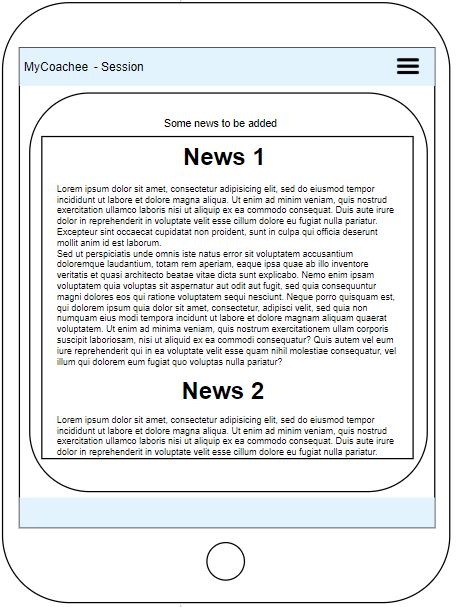 MyCoachee - Session
Some news to be added
News 1
Lorem ipsum dolor sit amet, consectetur adipisicing elit, sed do eiusmod tempor
incididunt ut labore et dolore magna aliqua. Ut enim ad minim veniam, quis nostrud
exercitation ullamco laboris nisi ut aliquip ex ea commodo consequat. Duis aute irure
dolor in reprehenderit in voluptate velit esse cillum dolore eu fugiat nulla pariatur.
Excepteur sint occaecat cupidatat non proident, sunt in culpa qui officia deserunt
mollit anim id est laborum.
Sed ut perspiciatis unde omnis iste natus error sit voluptatem accusantium
doloremque laudantium, totam rem aperiam, eaque ipsa quae ab illo inventore
veritatis et quasi architecto beatae vitae dicta sunt explicabo. Nemo enim ipsam
voluptatem quia voluptas sit aspernatur aut odit aut fugit, sed quia consequuntur
magni dolores eos qui ratione voluptatem sequi nesciunt. Neque porro quisquam est,
qui dolorem ipsum quia dolor sit amet, consectetur, adipisci velit, sed quia non
numquam eius modi tempora incidunt ut labore et dolore magnam aliquam quaerat
voluptatem. Ut enim ad minima veniam, quis nostrum exercitationem ullam corporis
suscipit laboriosam, nisi ut aliquid ex ea commodi consequatur? Quis autem vel eum
iure reprehenderit qui in ea voluptate velit esse quam nihil molestiae consequatur, vel
illum qui dolorem eum fugiat quo voluptas nulla pariatur?
News 2
Lorem ipsum dolor sit amet, consectetur adipisicing elit, sed do eiusmod tempor
incididunt ut labore et dolore magna aliqua. Ut enim ad minim veniam, quis nostrud
exercitation ullamco laboris nisi ut aliquip ex ea commodo consequat. Duis aute irure
dolor in reprehenderit in voluptate velit esse cillum dolore eu fugiat nulla pariatur.